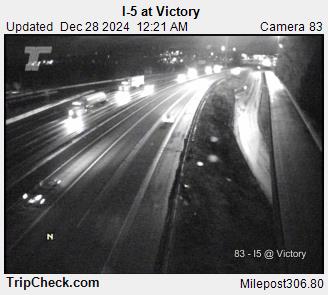 I-5 at Victory
Updated Dec 28 2024 12:21 AM Camera 83
N
83 - I5 @ Victory
TripCheck.com Milepost306.80